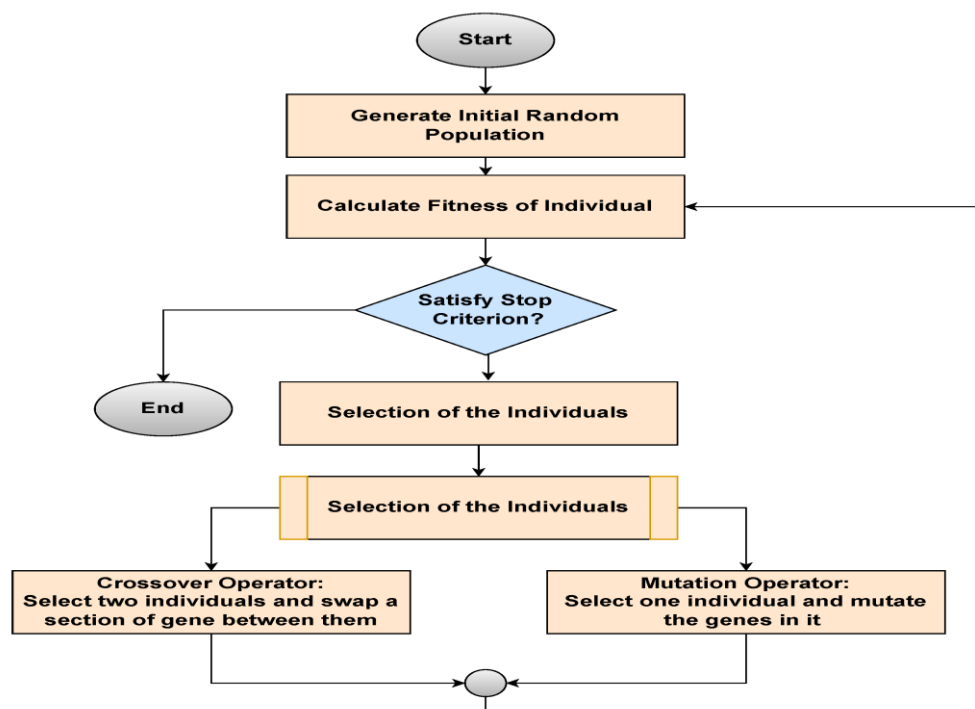 Start
Generate Initial Random
Population
Calculate Fitness of Individual
Satisfy Stop
Criterion?
End
Selection of the Individuals
Selection of the Individuals
Crossover Operator:
Select two individuals and swap a
section of gene between them
Mutation Operator:
Select one individual and mutate
the genes in it